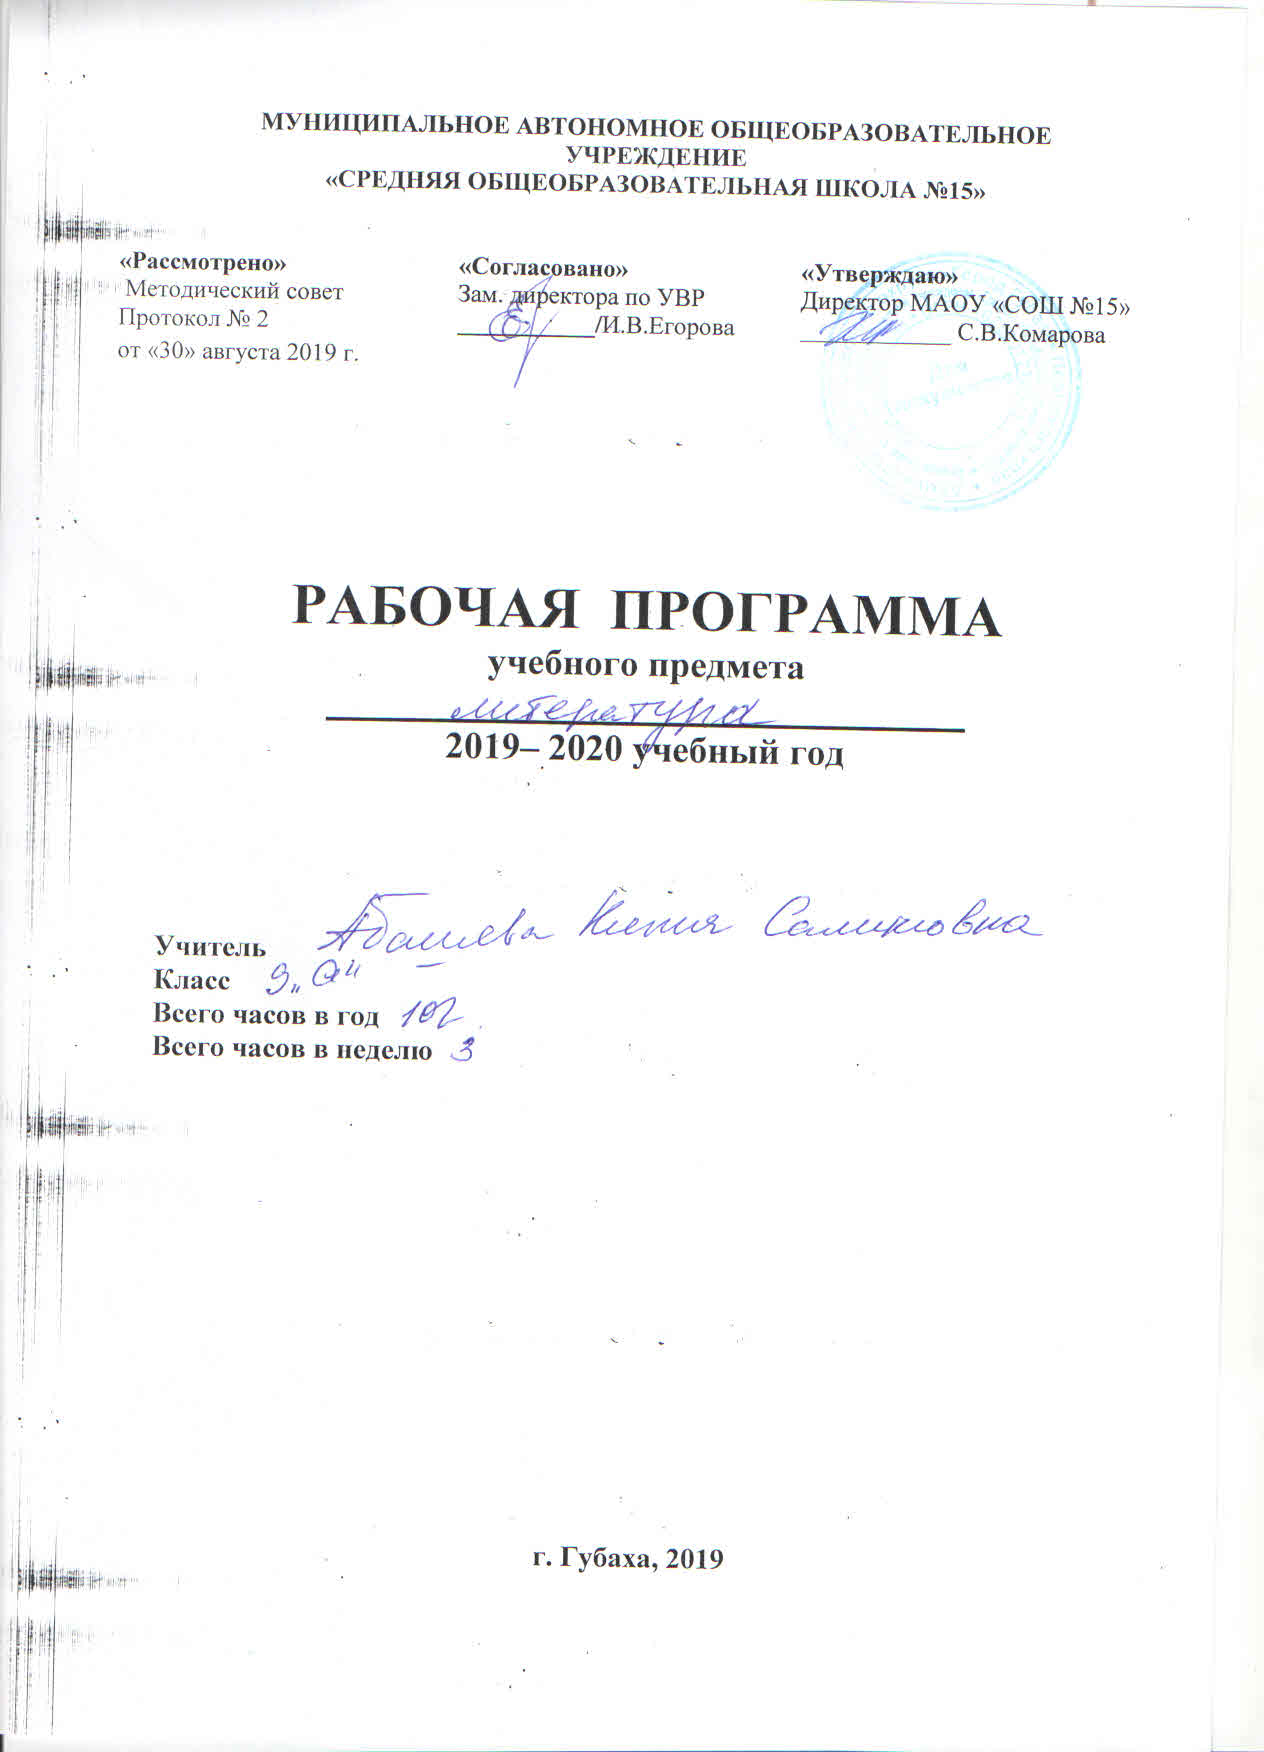 МУНИЦИПАЛЬНОЕ АВТОНОМНОЕ ОБЩЕОБРАЗОВАТЕЛЬНОЕ
УЧРЕЖДЕНИЕ
«СРЕДНЯЯ ОБЩЕОБРАЗОВАТЕЛЬНАЯ ШКОЛА №15»
«Рассмотрено»
Методический совет
Протокол № 2
от «30» августа 2019 г.
«Согласовано»
Зам. директора по УВР
/И.В.Егорова
«Утверждаю»
Директор МАОУ «СОШ №15»
С.В.Комарова
РАБОЧАЯ ПРОГРАММА
учебного предмета
литература
2019– 2020 учебный год
Учитель Абашева Салиховна
Класс 9 „а"
Всего часов в год 102
Всего часов в неделю 3
г. Губаха, 2019